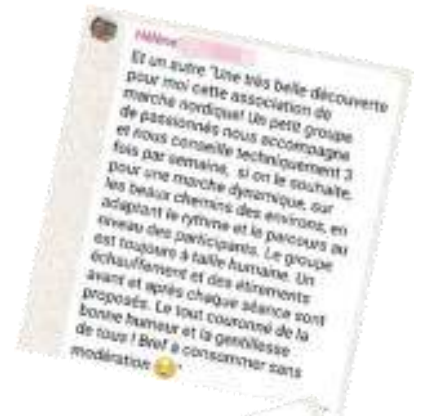 Hélène
Et un autre "Une très belle découverte
pour moi cette association de
marche nordique! Un petit groupe
de passionnés nous accompagne
et nous conseille techniquement 3
fois par semaine, si on le souhaite,
pour une marche dynamique, sur
les beaux chemins des environs, en
adaptant le rythme et le parcours au
niveau des participants. Le groupe
est toujours à taille humaine. Un
échauffement et des étirements
avant et après chaque séance sont
proposés. Le tout couronné de la
bonne humeur et la gentillesse
de tous ! Bref à consommer sans
modération 😉"